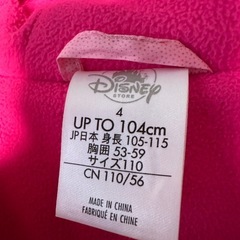 DISNEY
STORE
4
UP TO 104cm
JP日本 身長 105-115
胸囲 53-59
サイズ110
CN 110/56
MADE IN CHINA
FABRIQUÉ EN CHINE